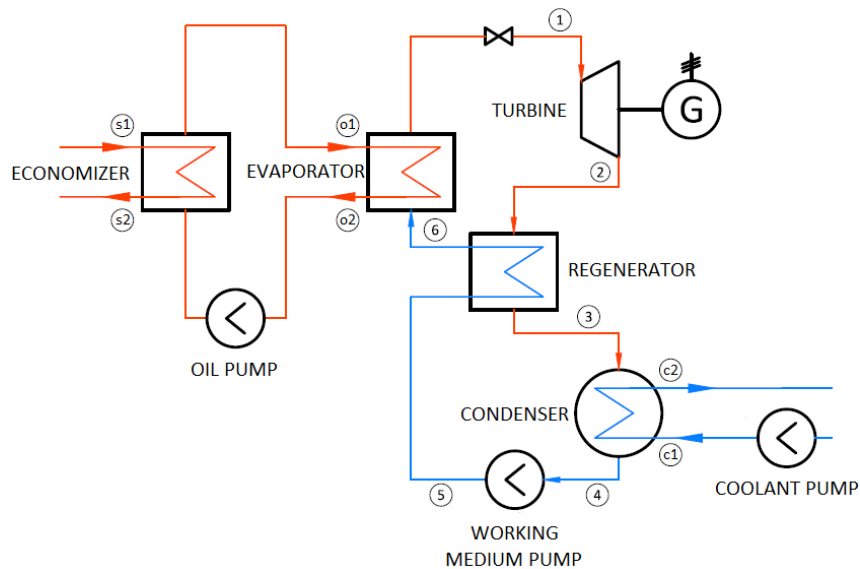 1
s1
o1
TURBINE
G
ECONOMIZER
EVAPORATOR
2
s2
o2
6
REGENERATOR
3
OIL PUMP
c2
CONDENSER
c1
5
4
COOLANT PUMP
WORKING
MEDIUM PUMP